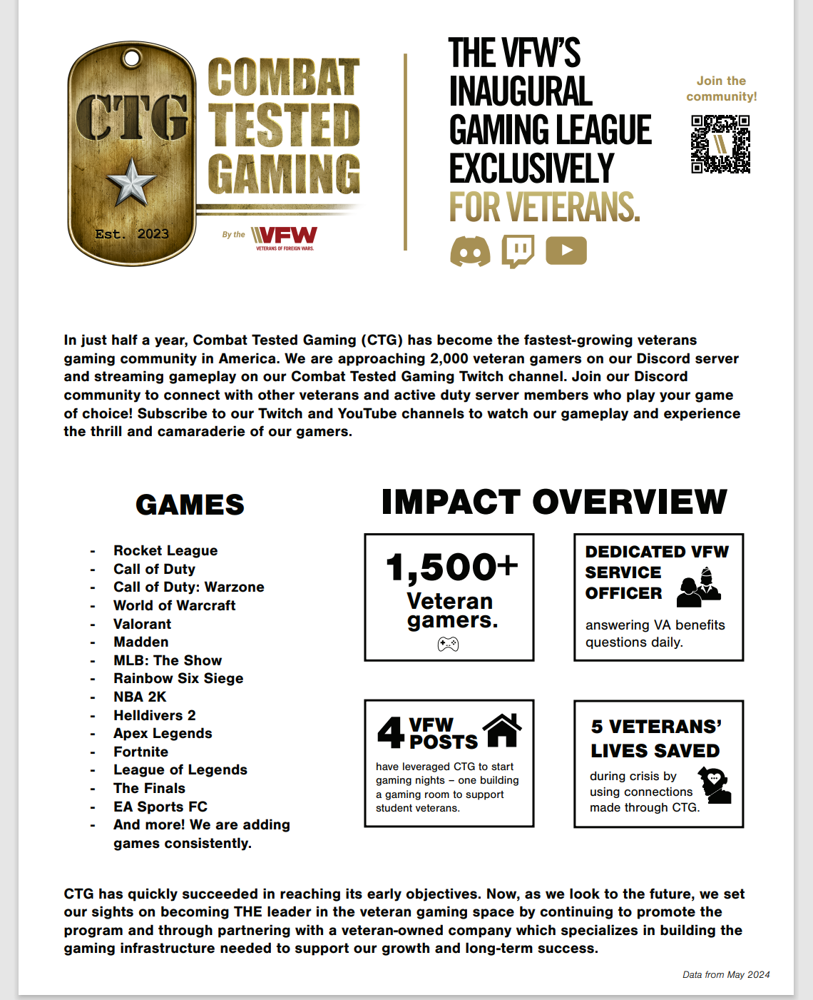 CTG
Est. 2023
COMBAT
TESTED
GAMING
By the VFW
VETERANS OF FOREIGN WARS.
THE VFW'S
INAUGURAL
GAMING LEAGUE
EXCLUSIVELY
FOR VETERANS.
Join the
community!
In just half a year, Combat Tested Gaming (CTG) has become the fastest-growing veterans
gaming community in America. We are approaching 2,000 veteran gamers on our Discord server
and streaming gameplay on our Combat Tested Gaming Twitch channel. Join our Discord
community to connect with other veterans and active duty server members who play your game
of choice! Subscribe to our Twitch and YouTube channels to watch our gameplay and experience
the thrill and camaraderie of our gamers.
GAMES
- Rocket League
- Call of Duty
- Call of Duty: Warzone
- World of Warcraft
- Valorant
- Madden
- MLB: The Show
- Rainbow Six Siege
- NBA 2K
- Helldivers 2
- Apex Legends
- Fortnite
- League of Legends
- The Finals
- EA Sports FC
- And more! We are adding
games consistently.
IMPACT OVERVIEW
1,500+
Veteran
gamers.
DEDICATED VFW
SERVICE
OFFICER
answering VA benefits
questions daily.
4 VFW
POSTS
have leveraged CTG to start
gaming nights – one building
a gaming room to support
student veterans.
5 VETERANS'
LIVES SAVED
during crisis by
using connections
made through CTG.
CTG has quickly succeeded in reaching its early objectives. Now, as we look to the future, we set
our sights on becoming THE leader in the veteran gaming space by continuing to promote the
program and through partnering with a veteran-owned company which specializes in building the
gaming infrastructure needed to support our growth and long-term success.
Data from May 2024